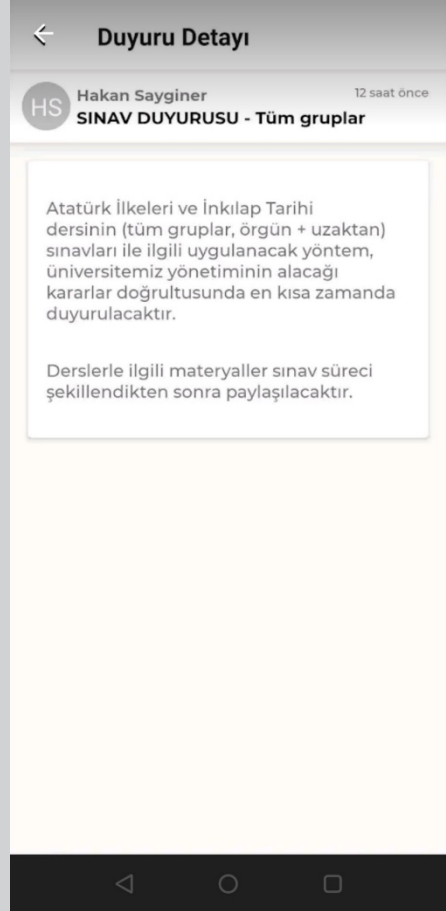 Duyuru Detayı
HS
Hakan Sayginer
12 saat önce
SINAV DUYURUSU - Tüm gruplar
Atatürk İlkeleri ve İnkılap Tarihi
dersinin (tüm gruplar, örgün + uzaktan)
sınavları ile ilgili uygulanacak yöntem,
üniversitemiz yönetiminin alacağı
kararlar doğrultusunda en kısa zamanda
duyurulacaktır.
Derslerle ilgili materyaller sınav süreci
şekillendikten sonra paylaşılacaktır.